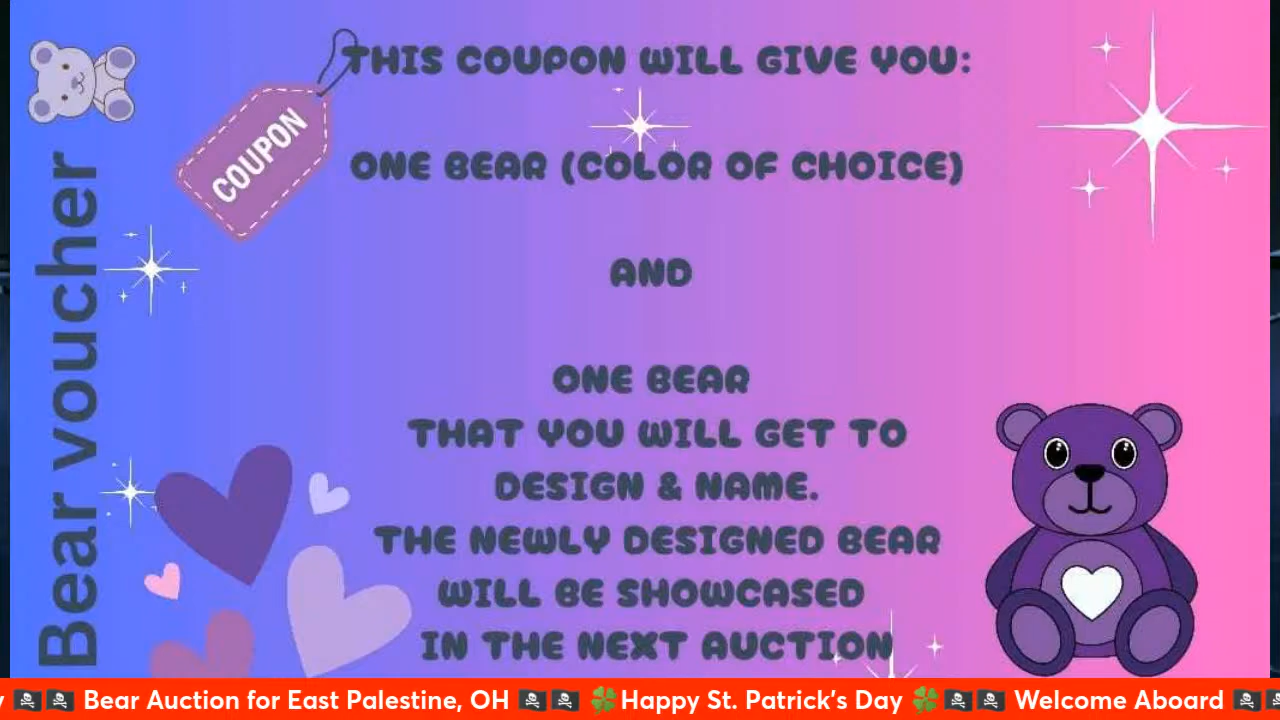 THIS COUPON WILL GIVE YOU:
COUPON
ONE BEAR (COLOR OF CHOICE)
AND
ONE BEAR
THAT YOU WILL GET TO
DESIGN & NAME.
THE NEWLY DESIGNED BEAR
WILL BE SHOWCASED
IN THE NEXT AUCTION
Bear voucher
y ☠️☠️ Bear Auction for East Palestine, OH 🏴‍☠️🏴‍☠️ 🍀Happy St. Patrick's Day 🍀🏴‍☠️🏴‍☠️ Welcome Aboard 🏴‍☠️